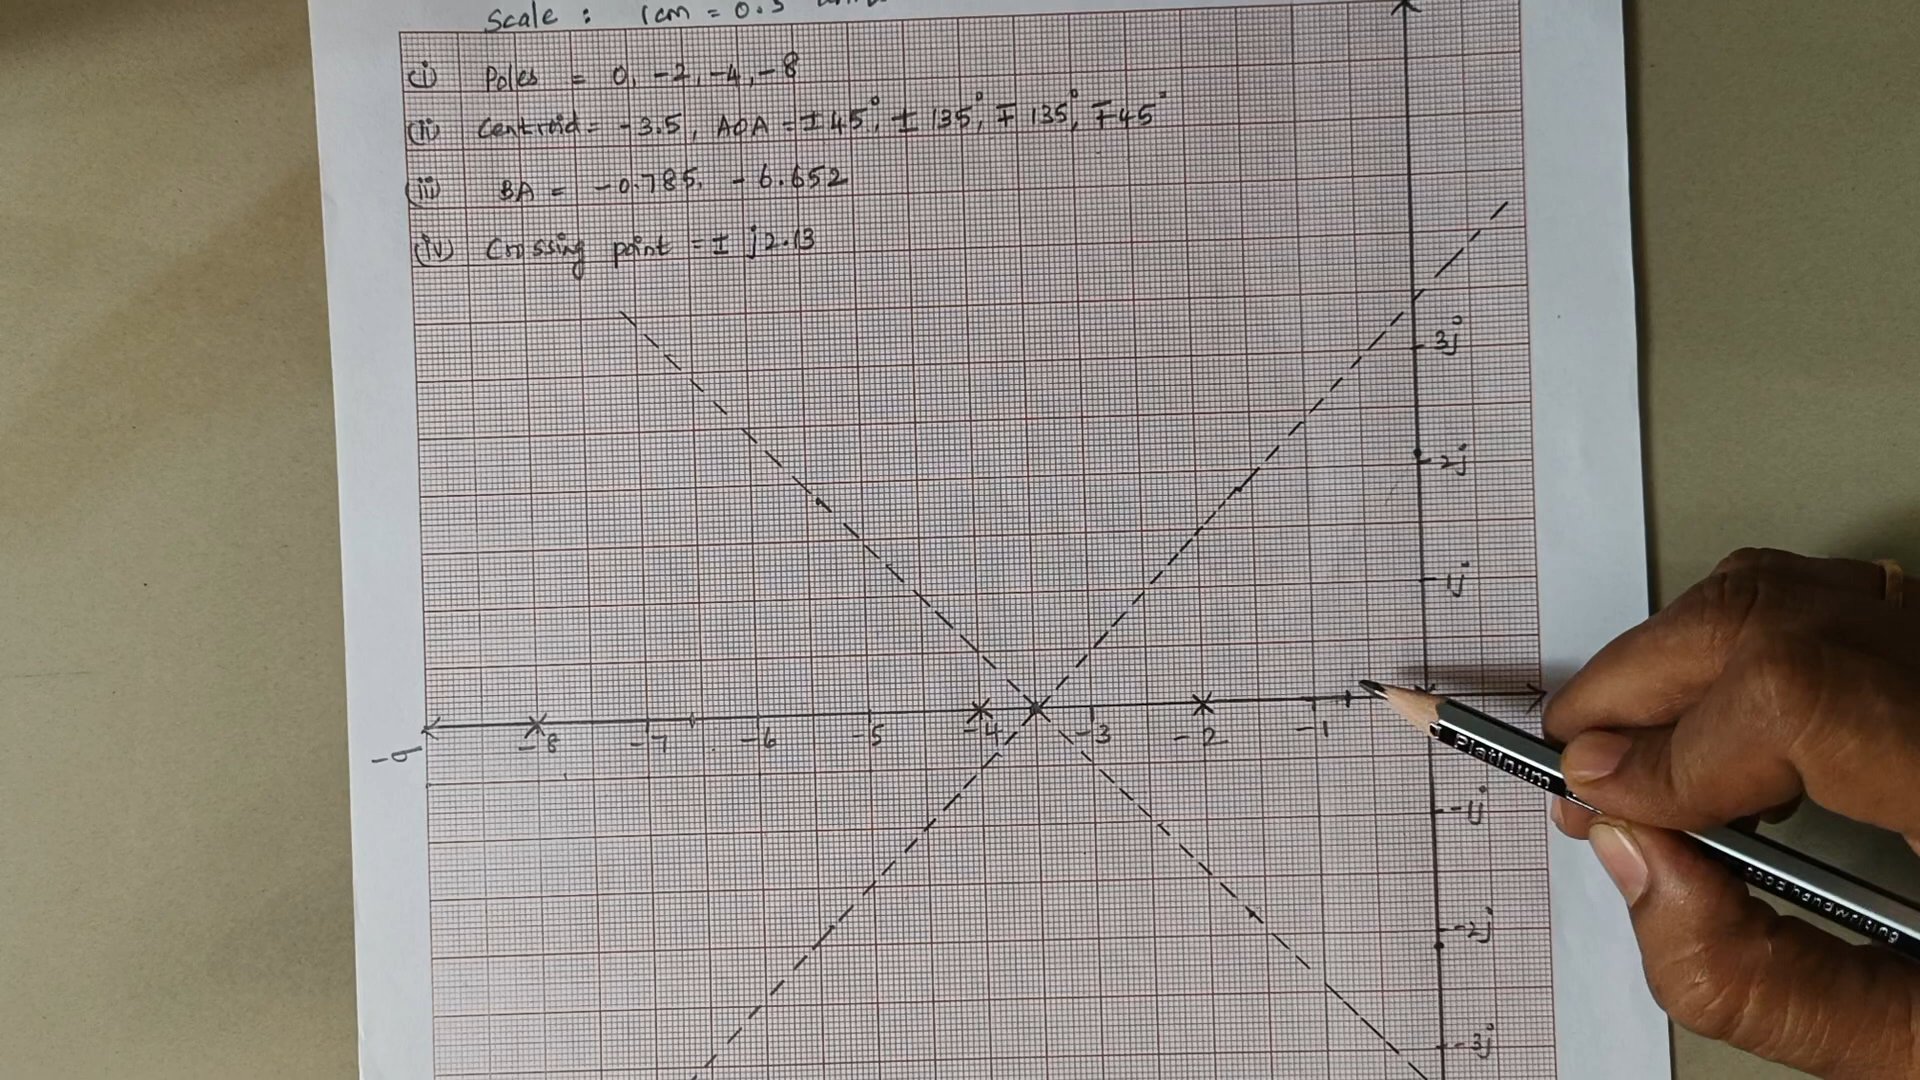 Scale : 1cm = 0.5
(i) Poles = 0, -2, -4, -8
(ii) Centroid = -3.5, AOA = ±45°, ±135°, ∓135°, ∓45°
(iii) BA = -0.785, -6.652
(iv) Crossing point = ± j2.13
3j
2j
1j
-σ -8 -7 -6 -5 -4 -3 -2 -1
-1j
-2j
-3j
Platinum
good handwriting